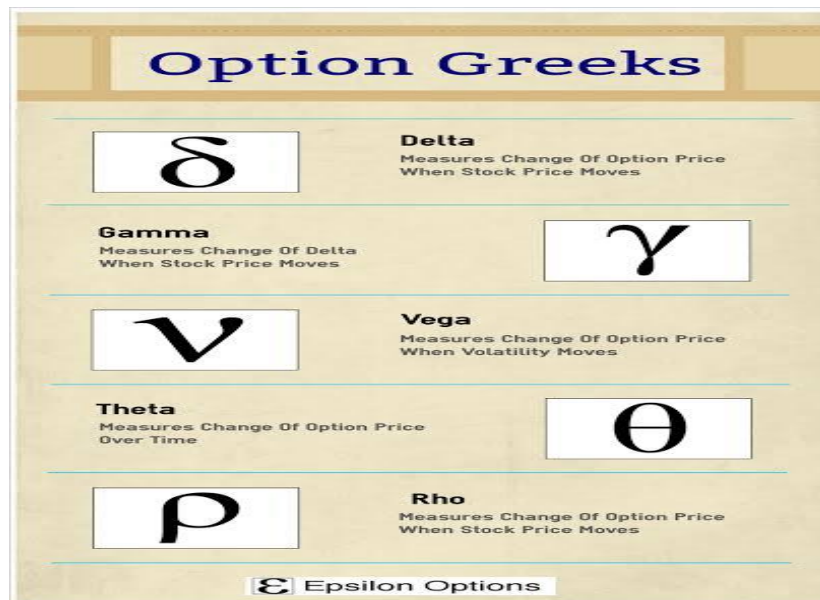 Option Greeks
δ
Delta
Measures Change Of Option Price
When Stock Price Moves
Gamma
Measures Change Of Delta
When Stock Price Moves
γ
ν
Vega
Measures Change Of Option Price
When Volatility Moves
Theta
Measures Change Of Option Price
Over Time
θ
ρ
Rho
Measures Change Of Option Price
When Stock Price Moves
ε Epsilon Options